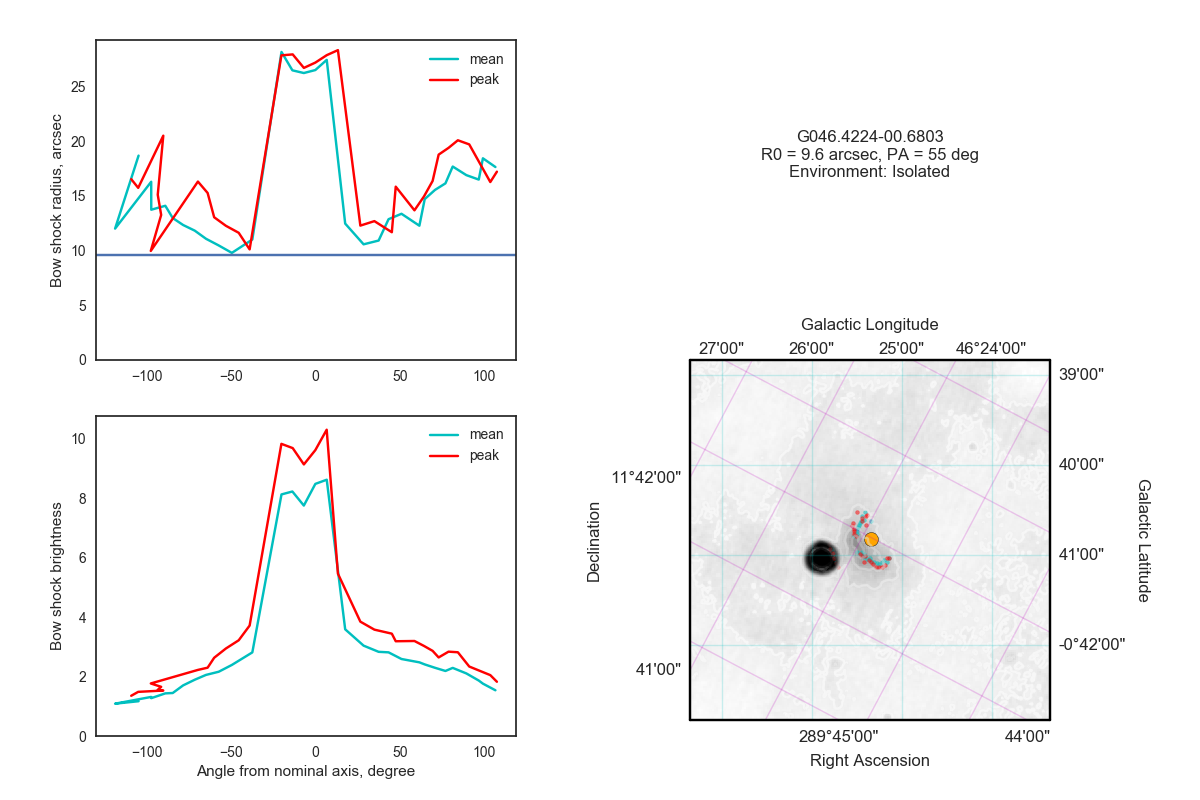 Bow shock radius, arcsec
25
20
15
10
5
0
mean
peak
−100
−50
0
50
100
Bow shock brightness
10
8
6
4
2
0
mean
peak
−100
−50
0
50
100
Angle from nominal axis, degree
G046.4224-00.6803
R0 = 9.6 arcsec, PA = 55 deg
Environment: Isolated
Galactic Longitude
27'00" 26'00" 25'00" 46°24'00"
39'00"
40'00"
41'00"
-0°42'00"
Galactic Latitude
11°42'00"
41'00"
Declination
289°45'00" 44'00"
Right Ascension